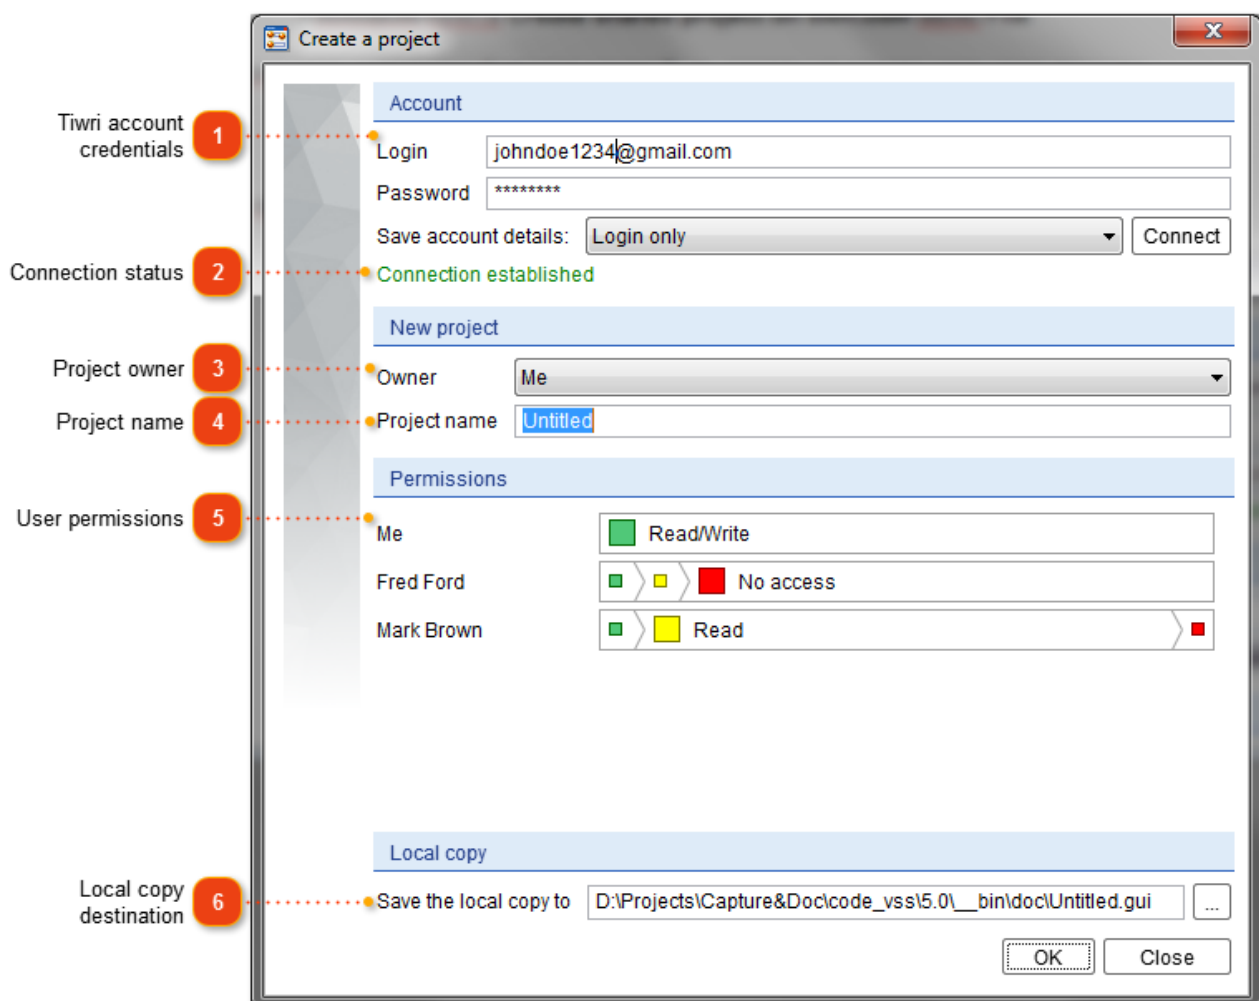 Create a project
x
Account
Tiwri account
credentials
1
Login
johndoe1234@gmail.com
Password
********
Save account details:
Login only
Connect
Connection status
2
Connection established
New project
Project owner
3
Owner
Me
Project name
4
Project name
Untitled
Permissions
User permissions
5
Me
Read/Write
Fred Ford
No access
Mark Brown
Read
Local copy
Local copy
destination
6
Save the local copy to
D:\Projects\Capture&Doc\code_vss\5.0\__bin\doc\Untitled.gui
...
OK
Close